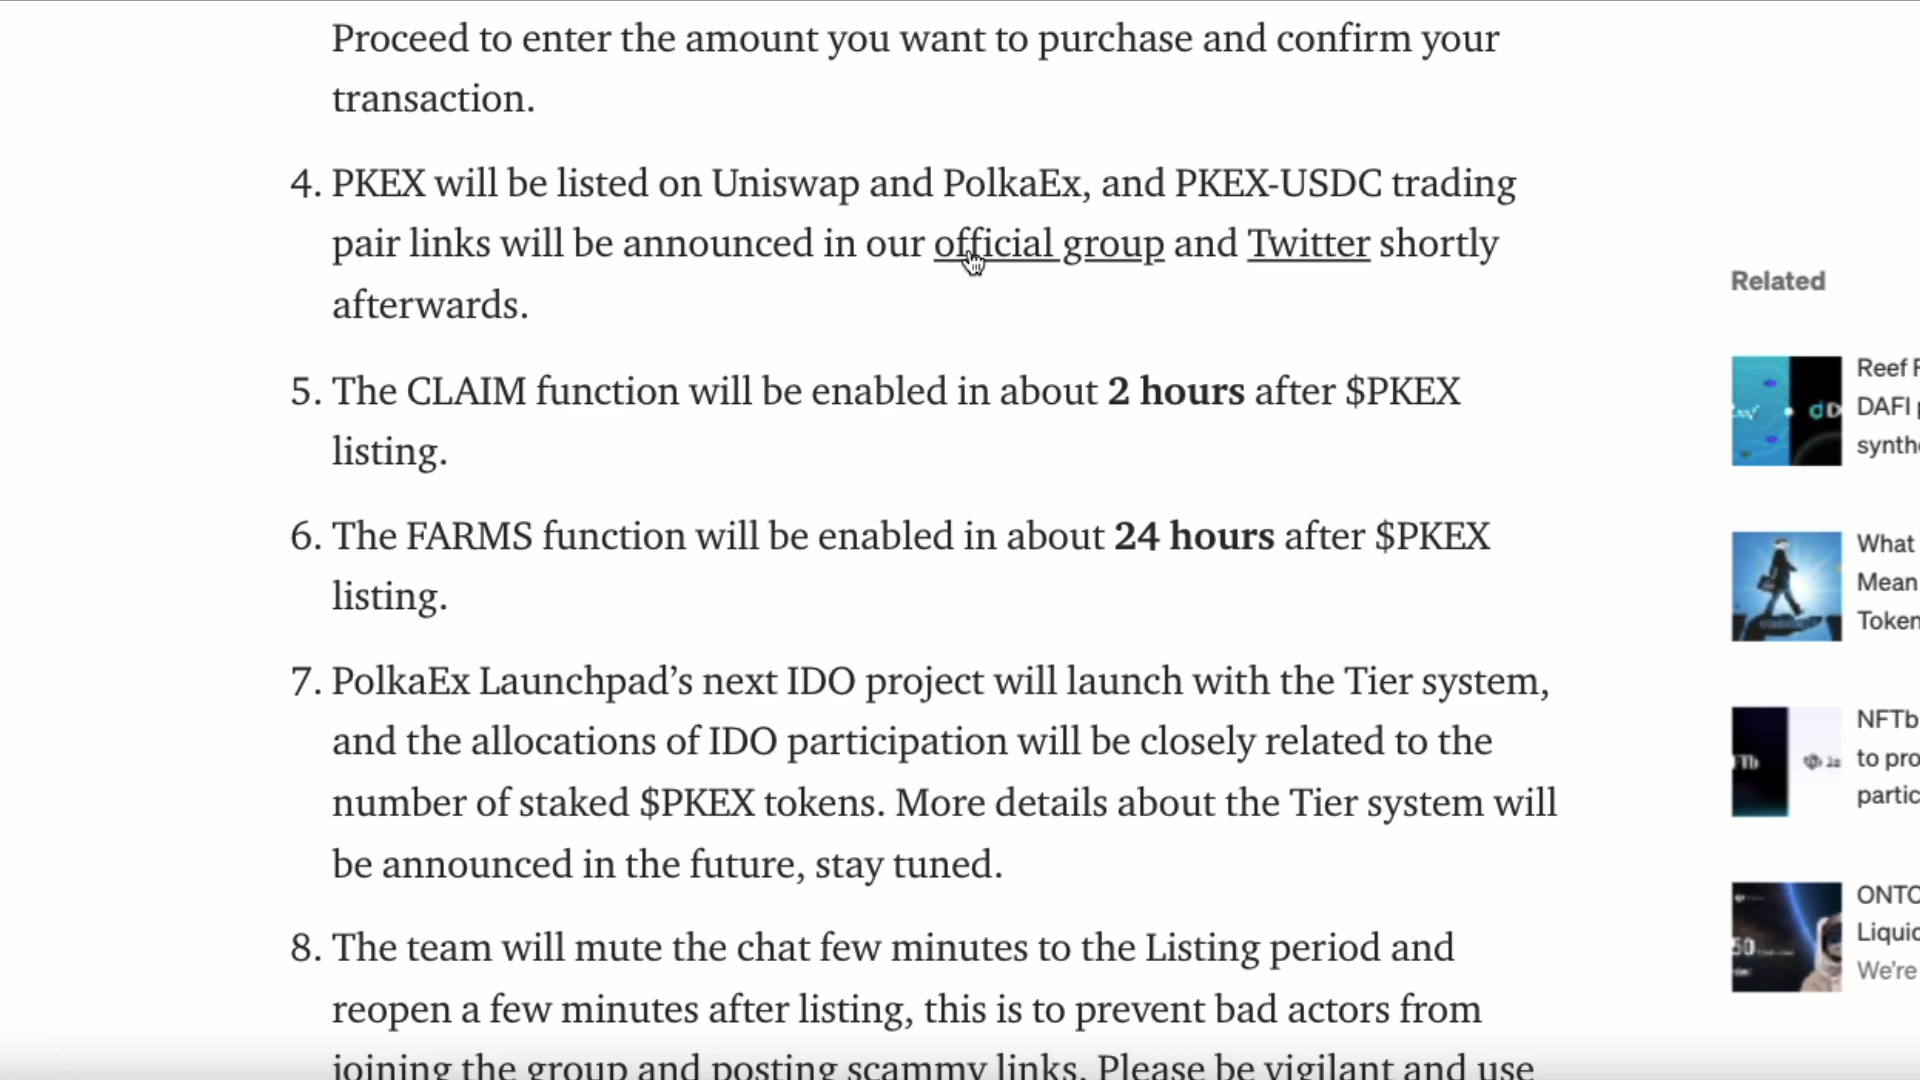 Proceed to enter the amount you want to purchase and confirm your
transaction.
4. PKEX will be listed on Uniswap and PolkaEx, and PKEX-USDC trading
pair links will be announced in our official group and Twitter shortly
afterwards.
5. The CLAIM function will be enabled in about 2 hours after $PKEX
listing.
6. The FARMS function will be enabled in about 24 hours after $PKEX
listing.
7. PolkaEx Launchpad’s next IDO project will launch with the Tier system,
and the allocations of IDO participation will be closely related to the
number of staked $PKEX tokens. More details about the Tier system will
be announced in the future, stay tuned.
8. The team will mute the chat few minutes to the Listing period and
reopen a few minutes after listing, this is to prevent bad actors from
joining the group and posting scammy links. Please be vigilant and use
Related
Reef
DAFI
synth
What
Mean
Token
NFTb
to pro
partic
ONTO
Liquid
We're
50